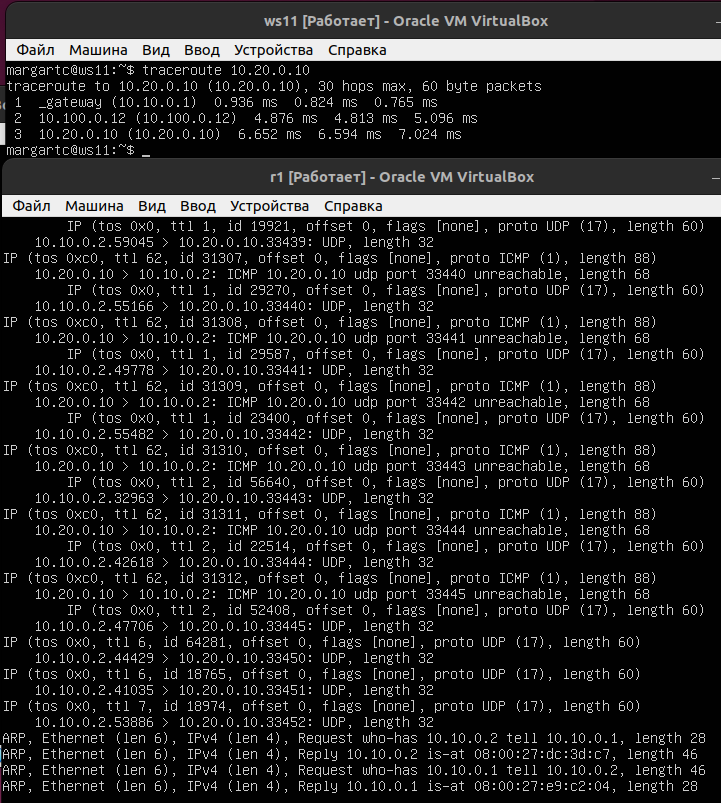 ws11 [Работает] - Oracle VM VirtualBox
Файл Машина Вид Ввод Устройства Справка
margartc@ws11:~$ traceroute 10.20.0.10
traceroute to 10.20.0.10 (10.20.0.10), 30 hops max, 60 byte packets
1 _gateway (10.10.0.1) 0.936 ms 0.824 ms 0.765 ms
2 10.100.0.12 (10.100.0.12) 4.876 ms 4.813 ms 5.096 ms
3 10.20.0.10 (10.20.0.10) 6.652 ms 6.594 ms 7.024 ms
margartc@ws11:~$ _
r1 [Работает] - Oracle VM VirtualBox
Файл Машина Вид Ввод Устройства Справка
IP (tos 0x0, ttl 1, id 19921, offset 0, flags [none], proto UDP (17), length 60)
10.10.0.2.59045 > 10.20.0.10.33439: UDP, length 32
IP (tos 0xc0, ttl 62, id 31307, offset 0, flags [none], proto ICMP (1), length 88)
10.20.0.10 > 10.10.0.2: ICMP 10.20.0.10 udp port 33440 unreachable, length 68
IP (tos 0x0, ttl 1, id 29270, offset 0, flags [none], proto UDP (17), length 60)
10.10.0.2.55166 > 10.20.0.10.33440: UDP, length 32
IP (tos 0xc0, ttl 62, id 31308, offset 0, flags [none], proto ICMP (1), length 88)
10.20.0.10 > 10.10.0.2: ICMP 10.20.0.10 udp port 33441 unreachable, length 68
IP (tos 0x0, ttl 1, id 29587, offset 0, flags [none], proto UDP (17), length 60)
10.10.0.2.49778 > 10.20.0.10.33441: UDP, length 32
IP (tos 0xc0, ttl 62, id 31309, offset 0, flags [none], proto ICMP (1), length 88)
10.20.0.10 > 10.10.0.2: ICMP 10.20.0.10 udp port 33442 unreachable, length 68
IP (tos 0x0, ttl 1, id 23400, offset 0, flags [none], proto UDP (17), length 60)
10.10.0.2.55482 > 10.20.0.10.33442: UDP, length 32
IP (tos 0xc0, ttl 62, id 31310, offset 0, flags [none], proto ICMP (1), length 88)
10.20.0.10 > 10.10.0.2: ICMP 10.20.0.10 udp port 33443 unreachable, length 68
IP (tos 0x0, ttl 2, id 56640, offset 0, flags [none], proto UDP (17), length 60)
10.10.0.2.32963 > 10.20.0.10.33443: UDP, length 32
IP (tos 0xc0, ttl 62, id 31311, offset 0, flags [none], proto ICMP (1), length 88)
10.20.0.10 > 10.10.0.2: ICMP 10.20.0.10 udp port 33444 unreachable, length 68
IP (tos 0x0, ttl 2, id 22514, offset 0, flags [none], proto UDP (17), length 60)
10.10.0.2.42618 > 10.20.0.10.33444: UDP, length 32
IP (tos 0xc0, ttl 62, id 31312, offset 0, flags [none], proto ICMP (1), length 88)
10.20.0.10 > 10.10.0.2: ICMP 10.20.0.10 udp port 33445 unreachable, length 68
IP (tos 0x0, ttl 2, id 52408, offset 0, flags [none], proto UDP (17), length 60)
10.10.0.2.47706 > 10.20.0.10.33445: UDP, length 32
IP (tos 0x0, ttl 6, id 64281, offset 0, flags [none], proto UDP (17), length 60)
10.10.0.2.44429 > 10.20.0.10.33450: UDP, length 32
IP (tos 0x0, ttl 6, id 18765, offset 0, flags [none], proto UDP (17), length 60)
10.10.0.2.41035 > 10.20.0.10.33451: UDP, length 32
IP (tos 0x0, ttl 7, id 18974, offset 0, flags [none], proto UDP (17), length 60)
10.10.0.2.53886 > 10.20.0.10.33452: UDP, length 32
ARP, Ethernet (len 6), IPv4 (len 4), Request who-has 10.10.0.2 tell 10.10.0.1, length 28
ARP, Ethernet (len 6), IPv4 (len 4), Reply 10.10.0.2 is-at 08:00:27:dc:3d:c7, length 46
ARP, Ethernet (len 6), IPv4 (len 4), Request who-has 10.10.0.1 tell 10.10.0.2, length 46
ARP, Ethernet (len 6), IPv4 (len 4), Reply 10.10.0.1 is-at 08:00:27:e9:c2:04, length 28